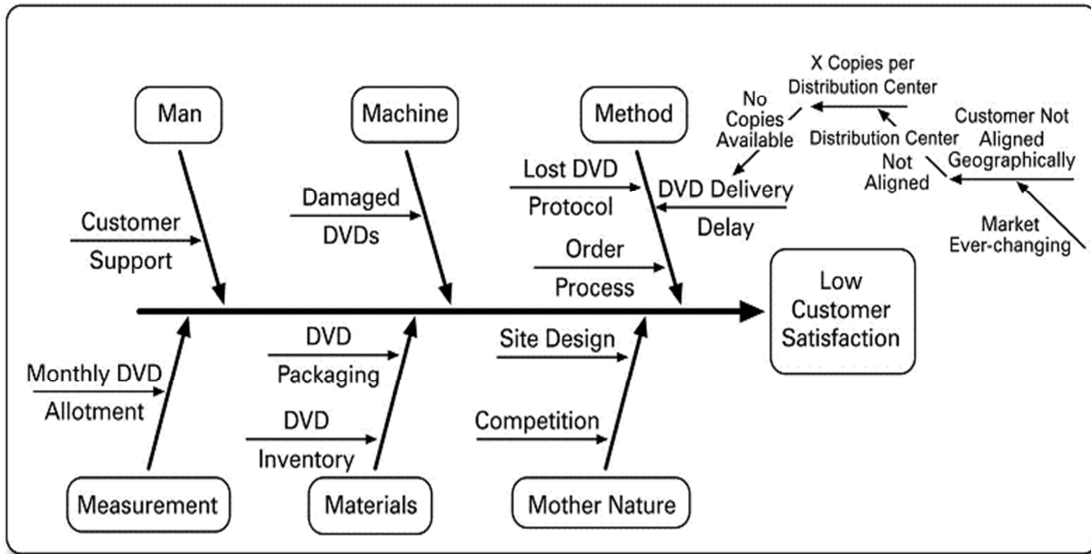 Man
Machine
Method
X Copies per
Distribution Center
No
Copies
Available
Customer Not
Aligned
Geographically
Distribution Center
Not
Aligned
Market
Ever-changing
Lost DVD
Protocol
DVD Delivery
Delay
Damaged
DVDs
Customer
Support
Order
Process
Low
Customer
Satisfaction
Monthly DVD
Allotment
DVD
Packaging
DVD
Inventory
Site Design
Competition
Measurement
Materials
Mother Nature